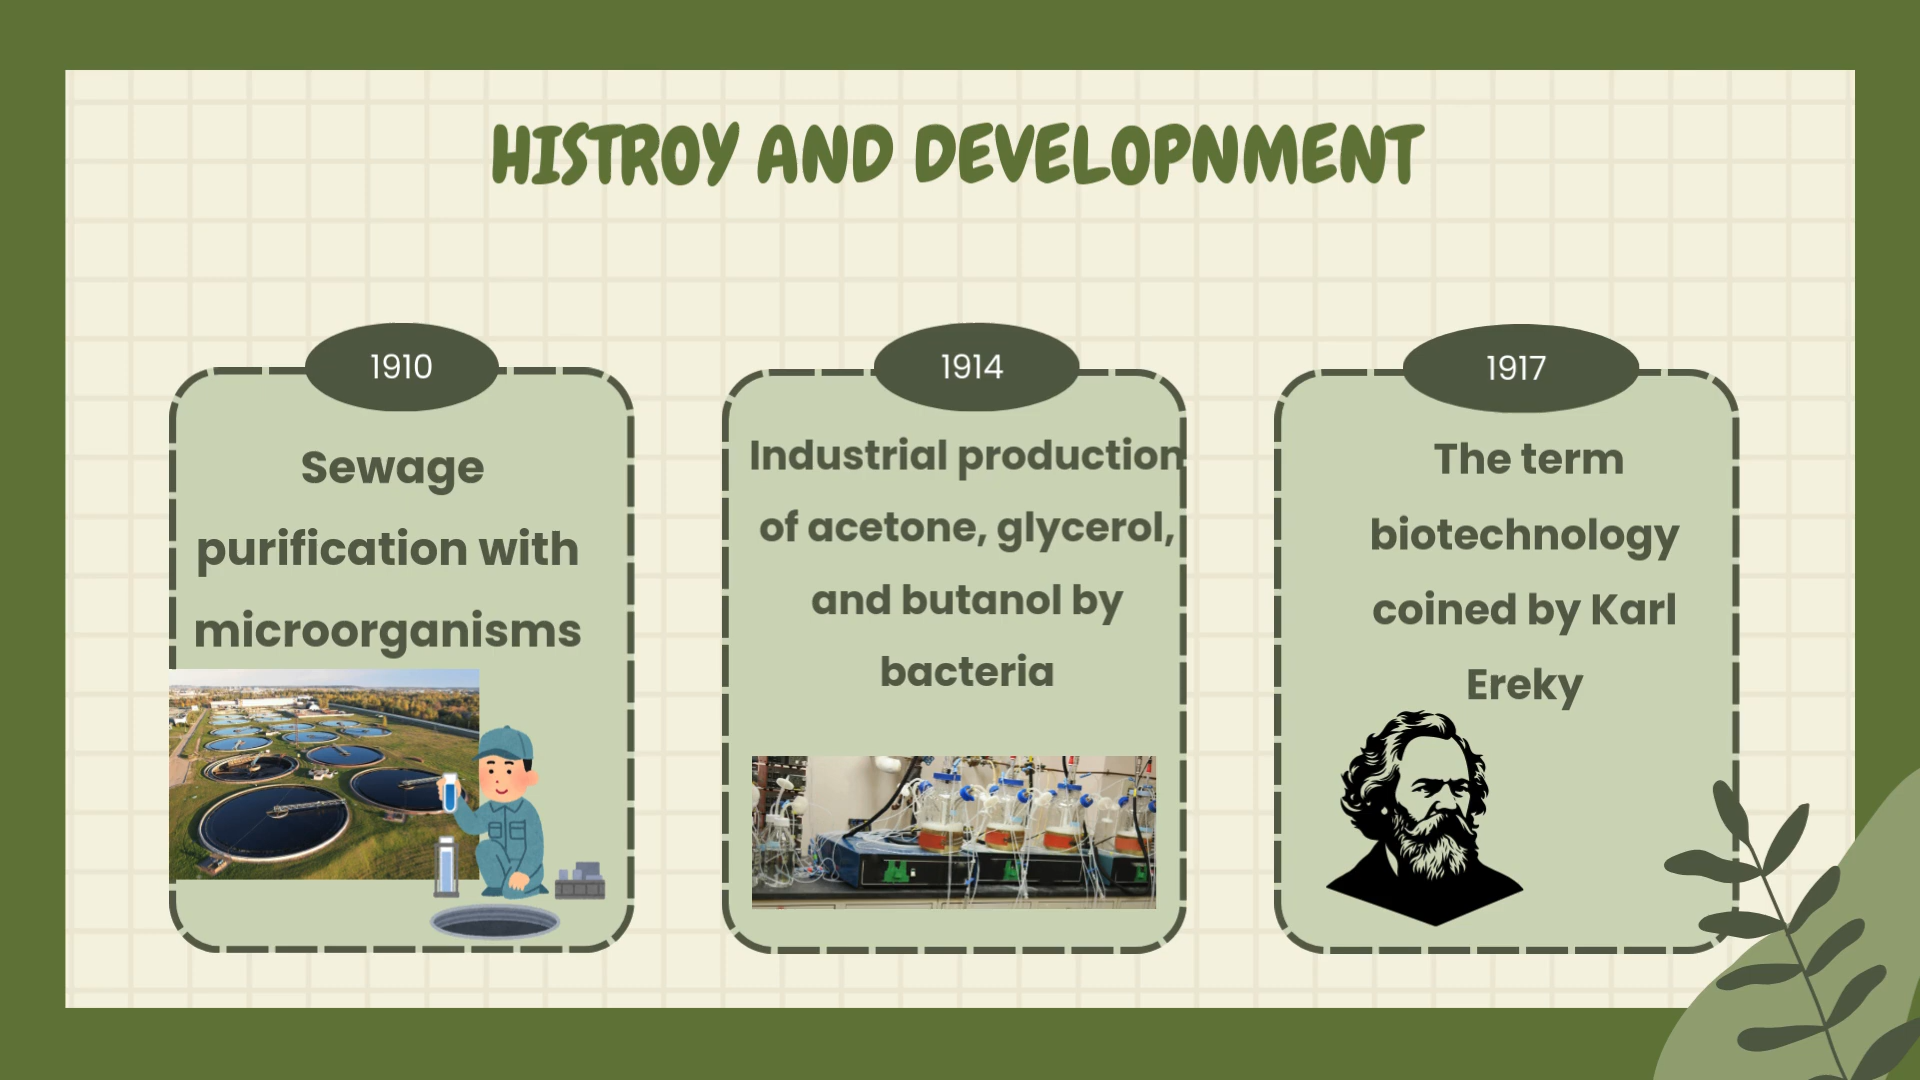 HISTROY AND DEVELOPNMENT
1910
Sewage
purification with
microorganisms
1914
Industrial production
of acetone, glycerol,
and butanol by
bacteria
1917
The term
biotechnology
coined by Karl
Ereky